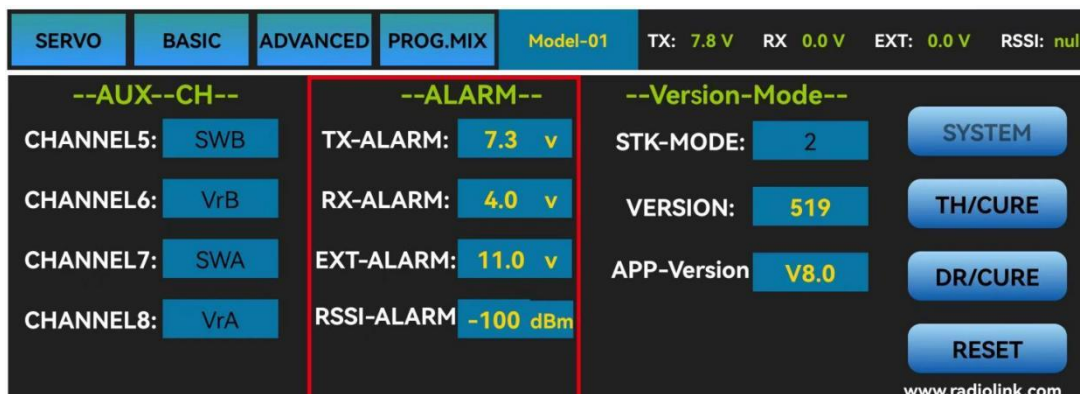 SERVO BASIC ADVANCED PROG.MIX Model-01 TX: 7.8 V RX 0.0 V EXT: 0.0 V RSSI: nul
--AUX--CH--
CHANNEL5: SWB
CHANNEL6: VrB
CHANNEL7: SWA
CHANNEL8: VrA
--ALARM--
TX-ALARM: 7.3 v
RX-ALARM: 4.0 v
EXT-ALARM: 11.0 v
RSSI-ALARM -100 dBm
--Version-Mode--
STK-MODE: 2
VERSION: 519
APP-Version V8.0
SYSTEM
TH/CURE
DR/CURE
RESET
www.radiolink.com